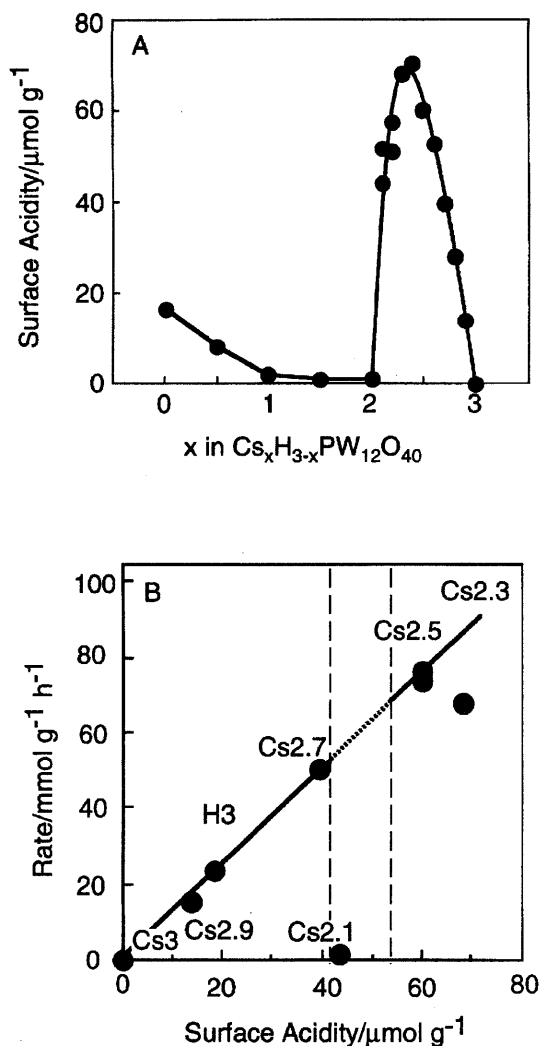 A
80
60
40
20
0
Surface Acidity/μmol g⁻¹
0 1 2 3
x in CsₓH₃₋ₓPW₁₂O₄₀
B
100
80
60
40
20
0
Rate/mmol g⁻¹ h⁻¹
Cs2.3
Cs2.5
Cs2.7
H3
Cs3 Cs2.9 Cs2.1
0 20 40 60 80
Surface Acidity/μmol g⁻¹